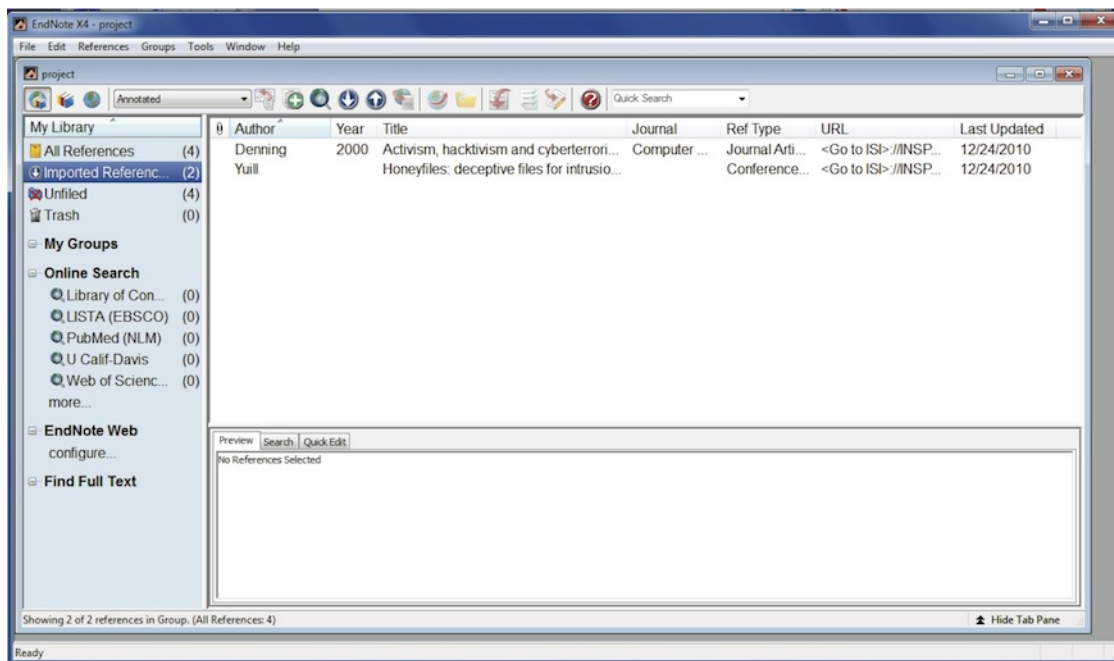 EndNote X4 - project
File Edit References Groups Tools Window Help
project
Annotated Quick Search
My Library
All References (4)
Imported Referenc... (2)
Unfiled (4)
Trash (0)
My Groups
Online Search
Library of Con... (0)
LISTA (EBSCO) (0)
PubMed (NLM) (0)
U Calif-Davis (0)
Web of Scienc... (0)
more...
EndNote Web
configure...
Find Full Text
Author Year Title Journal Ref Type URL Last Updated
Denning 2000 Activism, hacktivism and cyberterrori... Computer ... Journal Arti... <Go to ISI>://INSP... 12/24/2010
Yuill Honeyfiles: deceptive files for intrusio... Conference... <Go to ISI>://INSP... 12/24/2010
Preview Search Quick Edit
No References Selected
Showing 2 of 2 references in Group. (All References: 4) Hide Tab Pane
Ready